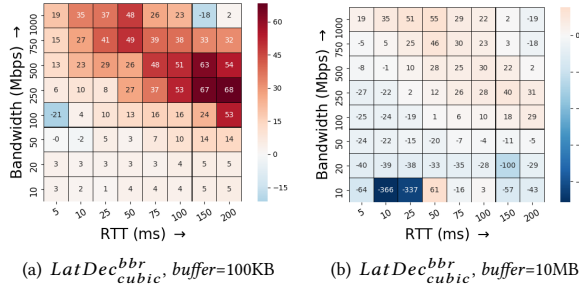 Bandwidth (Mbps) →
1000 19 35 25 48 26 23 -18 2
750 15 27 41 49 39 38 33 32
500 13 23 29 26 48 51 63 54
250 6 10 8 27 37 53 67 68
100 -21 4 10 13 16 16 24 53
50 -0 2 -5 0 7 10 14 14
20 3 3 3 3 4 5 5
10 3 2 1 4 4 5 5
5 10 25 50 75 100 150 200
RTT (ms) →
60
45
30
15
0
−15
(a) LatDec bbr cubic, buffer=100KB
Bandwidth (Mbps) →
1000 19 35 51 55 22 29 2 -19
750 -5 5 25 46 30 23 3 -18
500 -8 -1 10 28 25 30 22 2
250 -27 -22 2 12 28 26 40 31
100 -25 -24 -19 1 6 10 18 29
50 -24 -22 -15 -20 -7 -4 -11 -5
20 -40 -39 -38 -33 -35 -28 -100 -29
10 -64 -366 -337 61 -16 3 -57 -43
5 10 25 50 75 100 150 200
RTT (ms) →
0
(b) LatDec bbr cubic, buffer=10MB